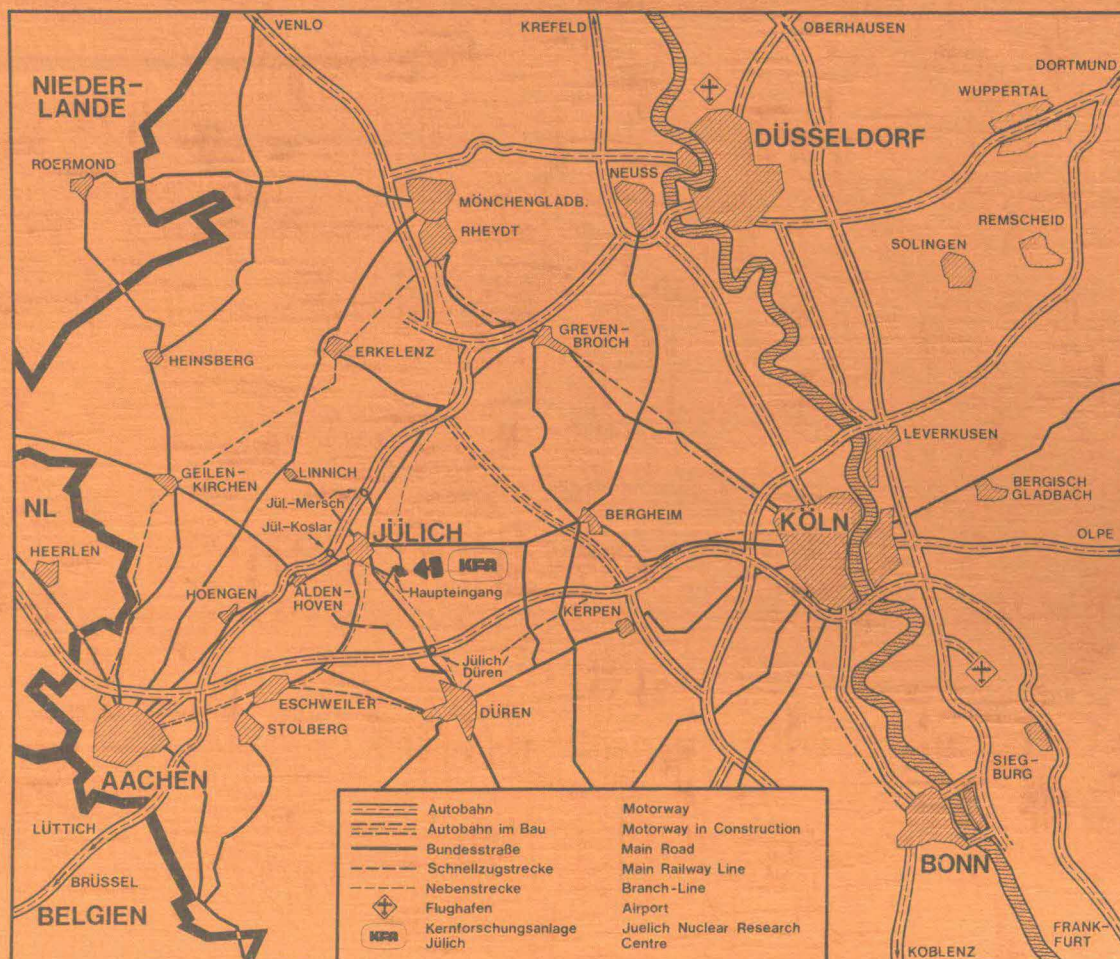 VENLO
KREFELD
OBERHAUSEN
DORTMUND
NIEDER-
LANDE
WUPPERTAL
DÜSSELDORF
ROERMOND
NEUSS
MÖNCHENGLADB.
RHEYDT
REMSCHEID
SOLINGEN
GREVEN-
BROICH
HEINSBERG
ERKELENZ
LEVERKUSEN
GEILEN-
KIRCHEN
LINNICH
BERGISCH
GLADBACH
Jül.-Mersch
NL
Jül.-Koslar
JÜLICH
BERGHEIM
KÖLN
OLPE
HEERLEN
KFA
Haupteingang
HOENGEN
ALDEN-
HOVEN
KERPEN
Jülich/
Düren
ESCHWEILER
DÜREN
STOLBERG
SIEG-
BURG
AACHEN
LÜTTICH
BONN
BRÜSSEL
BELGIEN
FRANK-
FURT
KOBLENZ
Autobahn Motorway
Autobahn im Bau Motorway in Construction
Bundesstraße Main Road
Schnellzugstrecke Main Railway Line
Nebenstrecke Branch-Line
Flughafen Airport
KFA Kernforschungsanlage Juelich Nuclear Research
Jülich Centre